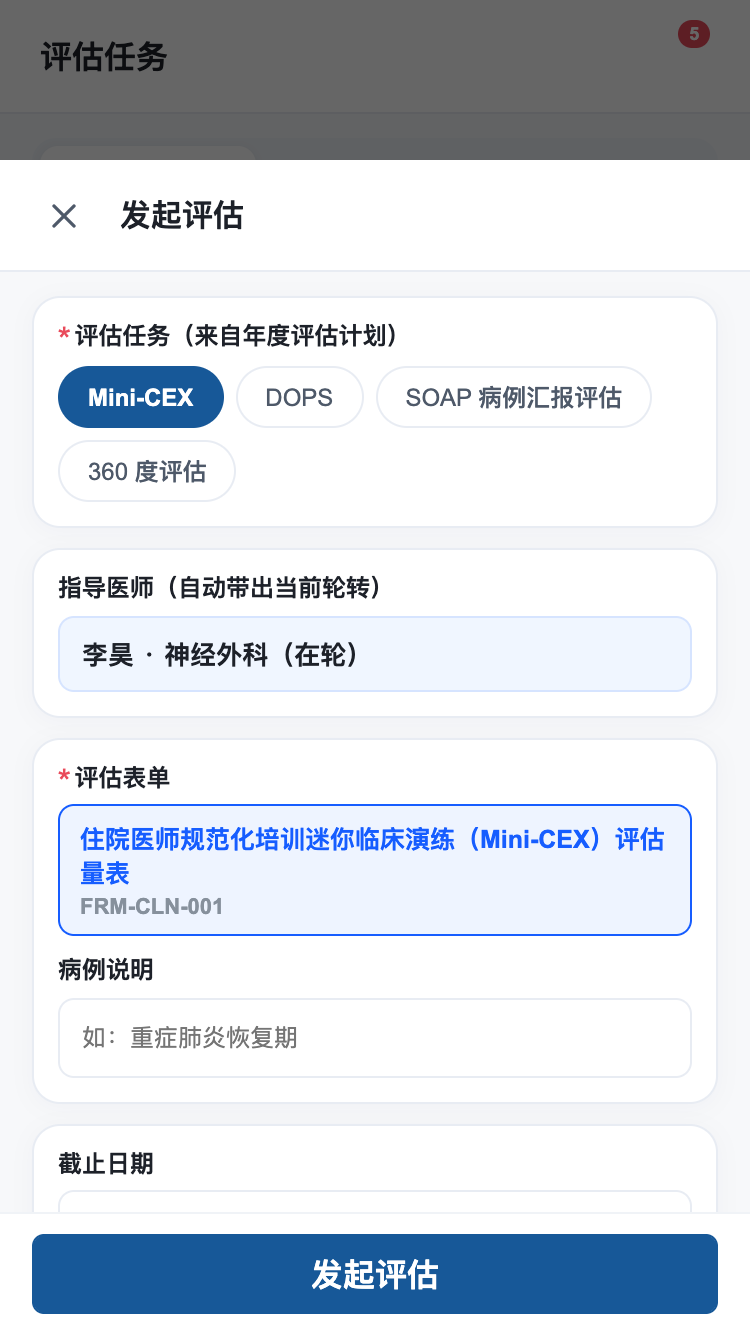 评估任务
5
发起评估
* 评估任务（来自年度评估计划）
Mini-CEX
DOPS
SOAP 病例汇报评估
360 度评估
指导医师（自动带出当前轮转）
李昊 · 神经外科（在轮）
* 评估表单
住院医师规范化培训迷你临床演练（Mini-CEX）评估
量表
FRM-CLN-001
病例说明
如：重症肺炎恢复期
截止日期
发起评估